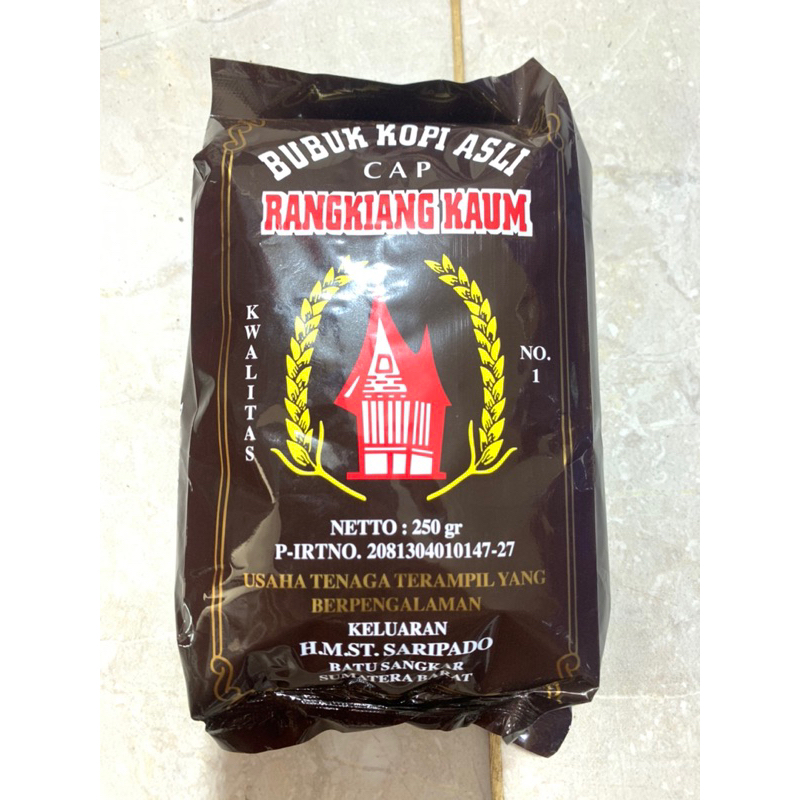 BUBUK KOPI ASLI
CAP
RANGKIANG KAUM
KWALITAS
NO.
1
NETTO : 250 gr
P-IRTNO. 2081304010147-27
USAHA TENAGA TERAMPIL YANG
BERPENGALAMAN
KELUARAN
H.M.ST. SARIPADO
BATU SANGKAR
SUMATERA BARAT